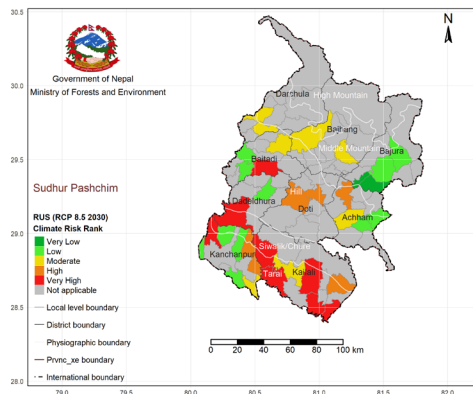 30.5
N
Government of Nepal
Ministry of Forests and Environment
Darchula
High Mountain
30.0
Bajhang
Middle Mountain
Bajura
29.5
Baitadi
Sudhur Pashchim
Hill
Dadeldhura
Doti
Achham
RUS (RCP 8.5 2030)
Climate Risk Rank
Very Low
Low
Moderate
High
Very High
Not applicable
29.0
Siwalik/Chure
Kanchanpur
Tarai
Kailali
Local level boundary
District boundary
Physiographic boundary
Prvnc_xe boundary
International boundary
28.5
0 20 40 60 80 100 km
28.0
79.0 79.5 80.0 80.5 81.0 81.5 82.0